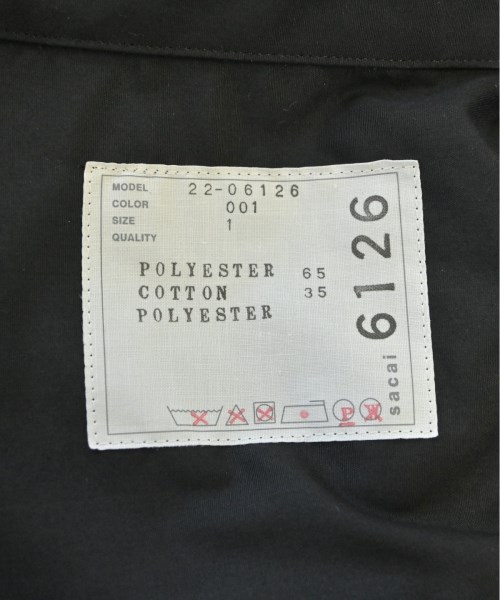 MODEL 22-06126
COLOR 001
SIZE 1
QUALITY
POLYESTER 65
COTTON 35
POLYESTER
P W
sacai 6126